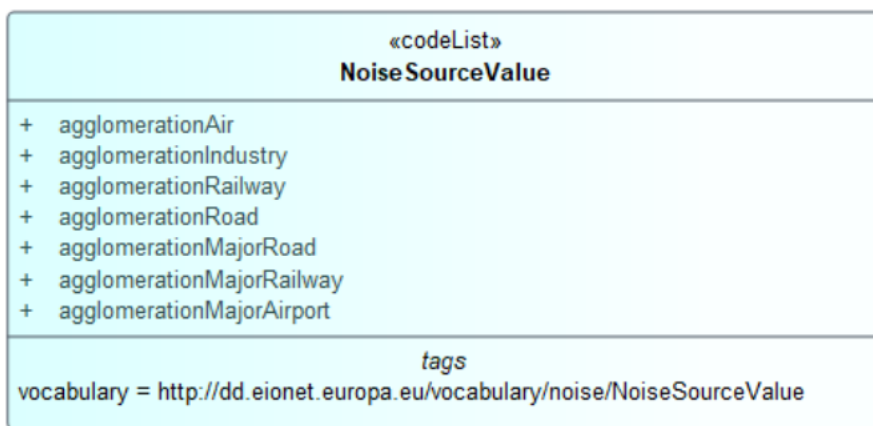 «codeList»
NoiseSourceValue
+ agglomerationAir
+ agglomerationIndustry
+ agglomerationRailway
+ agglomerationRoad
+ agglomerationMajorRoad
+ agglomerationMajorRailway
+ agglomerationMajorAirport
tags
vocabulary = http://dd.eionet.europa.eu/vocabulary/noise/NoiseSourceValue